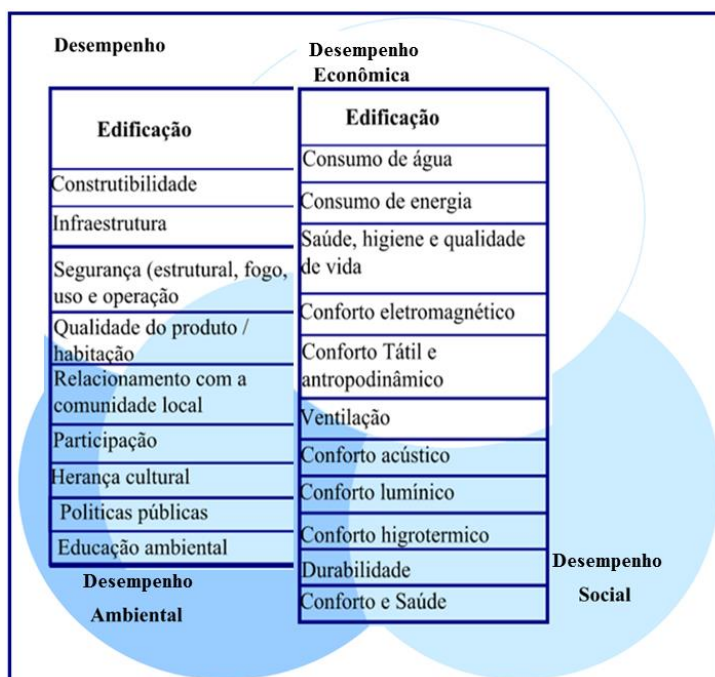 Desempenho
Desempenho
Econômica
Edificação
Construtibilidade
Infraestrutura
Segurança (estrutural, fogo,
uso e operação
Qualidade do produto /
habitação
Relacionamento com a
comunidade local
Participação
Herança cultural
Politicas públicas
Educação ambiental
Edificação
Consumo de água
Consumo de energia
Saúde, higiene e qualidade
de vida
Conforto eletromagnético
Conforto Tátil e
antropodinâmico
Ventilação
Conforto acústico
Conforto lumínico
Conforto higrotermico
Durabilidade
Conforto e Saúde
Desempenho
Ambiental
Desempenho
Social